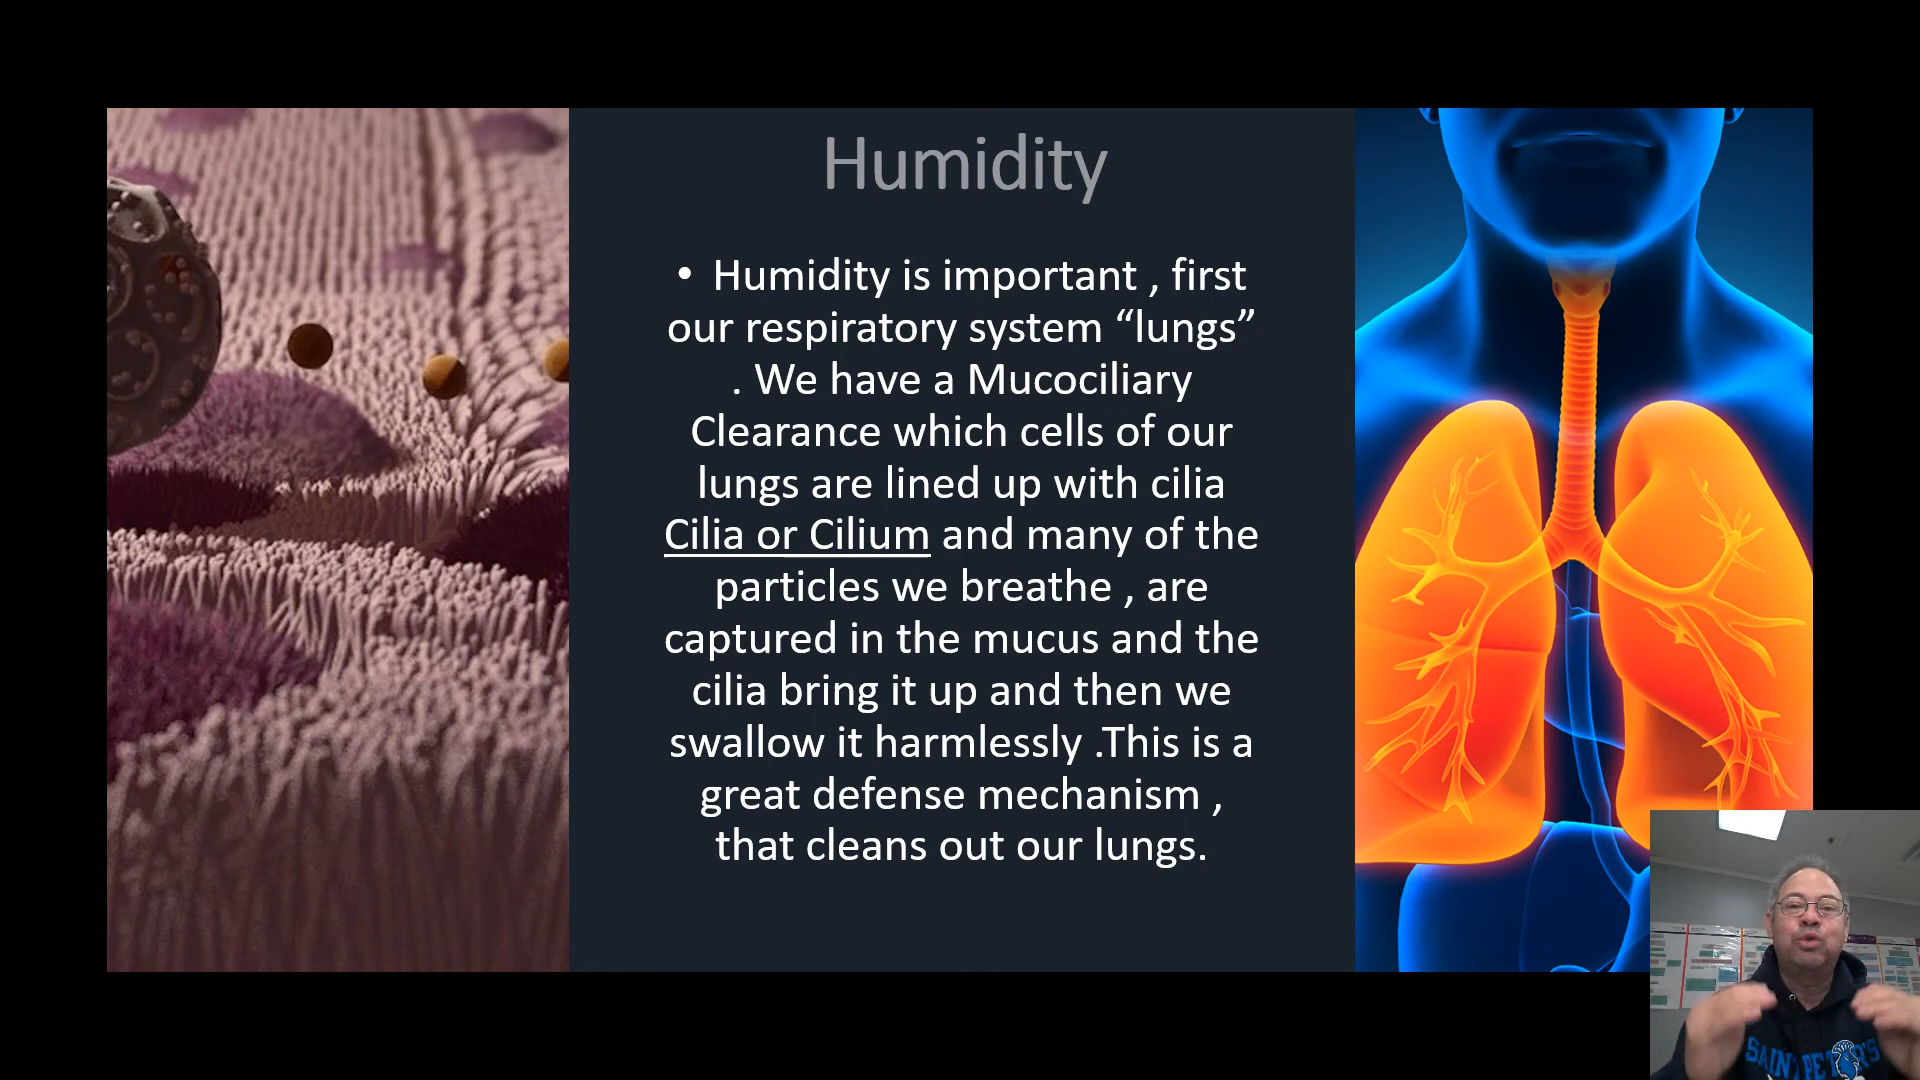 Humidity
• Humidity is important , first
our respiratory system “lungs”
. We have a Mucociliary
Clearance which cells of our
lungs are lined up with cilia
Cilia or Cilium and many of the
particles we breathe , are
captured in the mucus and the
cilia bring it up and then we
swallow it harmlessly .This is a
great defense mechanism ,
that cleans out our lungs.
SAINT PETER'S